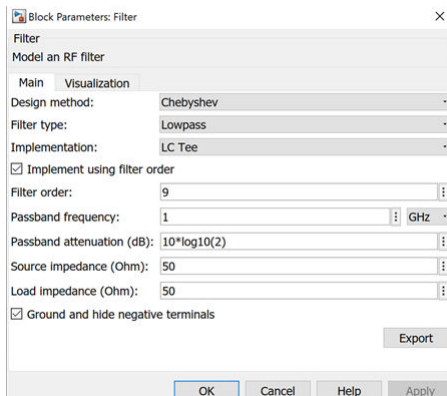 Block Parameters: Filter
Filter
Model an RF filter
Main Visualization
Design method: Chebyshev
Filter type: Lowpass
Implementation: LC Tee
Implement using filter order
Filter order: 9
Passband frequency: 1 GHz
Passband attenuation (dB): 10*log10(2)
Source impedance (Ohm): 50
Load impedance (Ohm): 50
Ground and hide negative terminals
Export
OK Cancel Help Apply